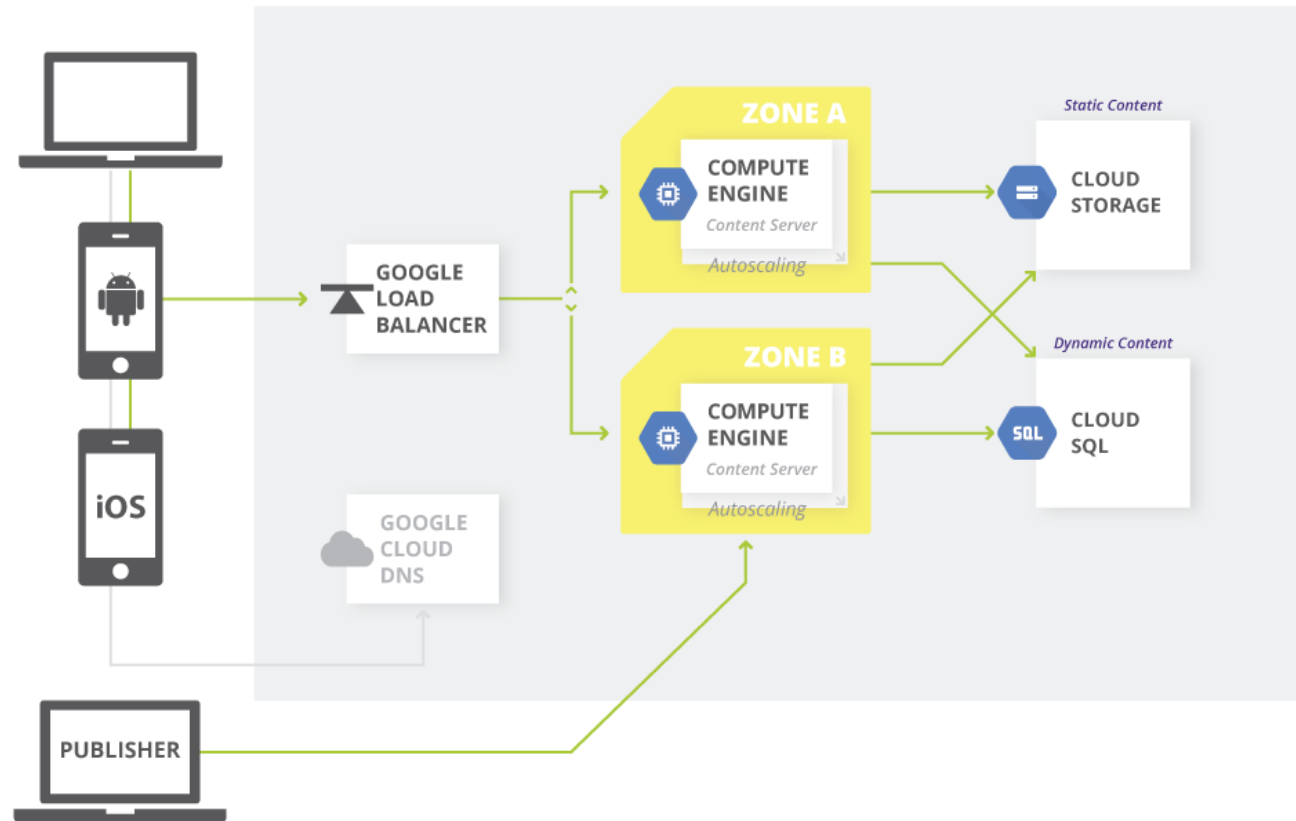 ZONE A
COMPUTE
ENGINE
Content Server
Autoscaling
Static Content
CLOUD
STORAGE
GOOGLE
LOAD
BALANCER
ZONE B
COMPUTE
ENGINE
Content Server
Autoscaling
Dynamic Content
SQL
CLOUD
SQL
iOS
GOOGLE
CLOUD
DNS
PUBLISHER